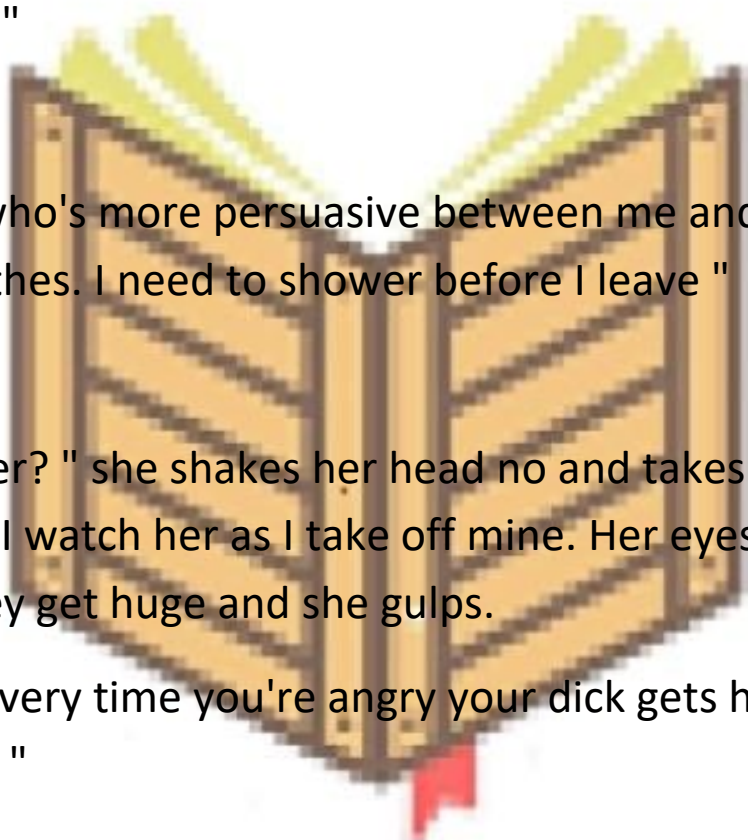 "
who's more persuasive between me and
thes. I need to shower before I leave "
er? " she shakes her head no and takes
I watch her as I take off mine. Her eyes
ey get huge and she gulps.
very time you're angry your dick gets h
"